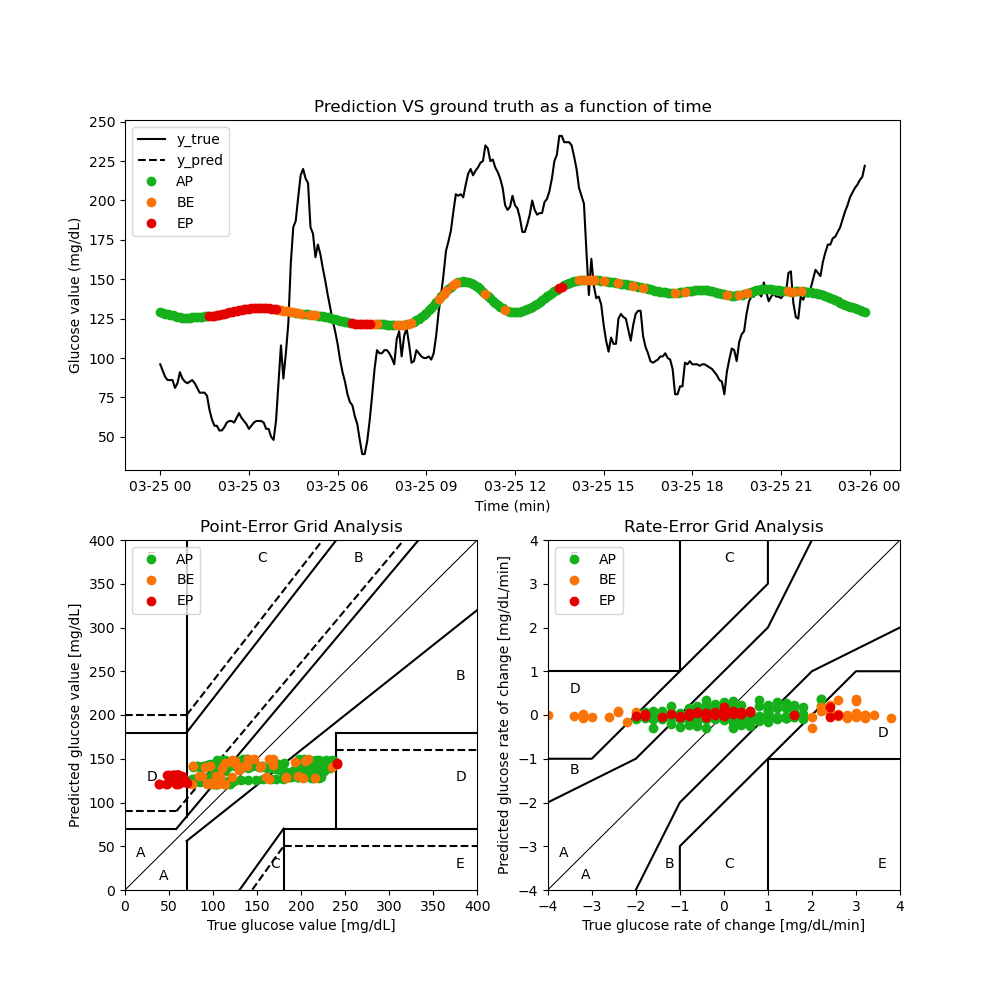 Prediction VS ground truth as a function of time
Glucose value (mg/dL)
250
225
200
175
150
125
100
75
50
y_true
y_pred
AP
BE
EP
03-25 00 03-25 03 03-25 06 03-25 09 03-25 12 03-25 15 03-25 18 03-25 21 03-26 00
Time (min)
Point-Error Grid Analysis
Predicted glucose value [mg/dL]
400
350
300
250
200
150
100
50
0
AP
BE
EP
C
B
B
D
D
A
A
C
E
0 50 100 150 200 250 300 350 400
True glucose value [mg/dL]
Rate-Error Grid Analysis
Predicted glucose rate of change [mg/dL/min]
4
3
2
1
0
−1
−2
−3
−4
AP
BE
EP
C
D
D
B
A
A
B
C
E
−4 −3 −2 −1 0 1 2 3 4
True glucose rate of change [mg/dL/min]